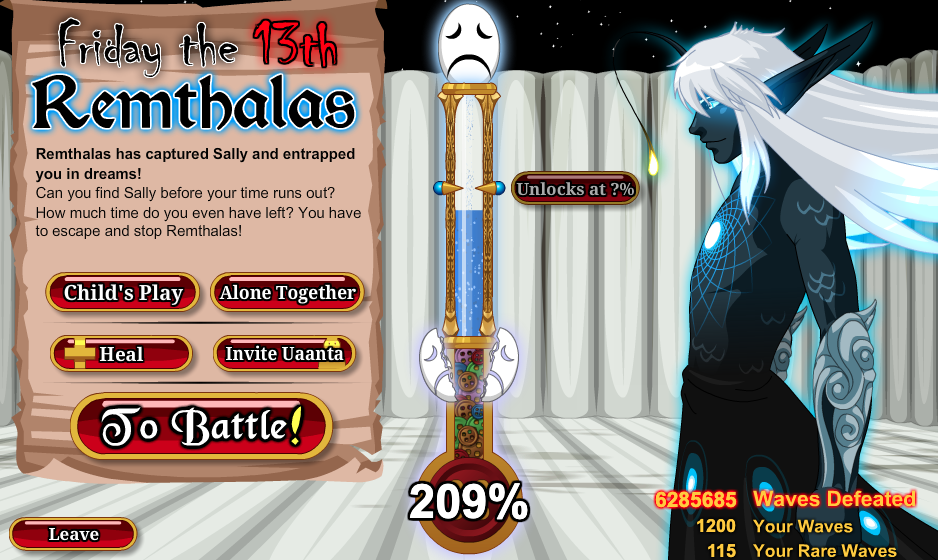 Friday the 13th
Remthalas
Remthalas has captured Sally and entrapped
you in dreams!
Can you find Sally before your time runs out?
How much time do you even have left? You have
to escape and stop Remthalas!
Child's Play
Alone Together
Heal
Invite Uaanta
To Battle!
Leave
Unlocks at ?%
209%
6285685 Waves Defeated
1200 Your Waves
115 Your Rare Waves